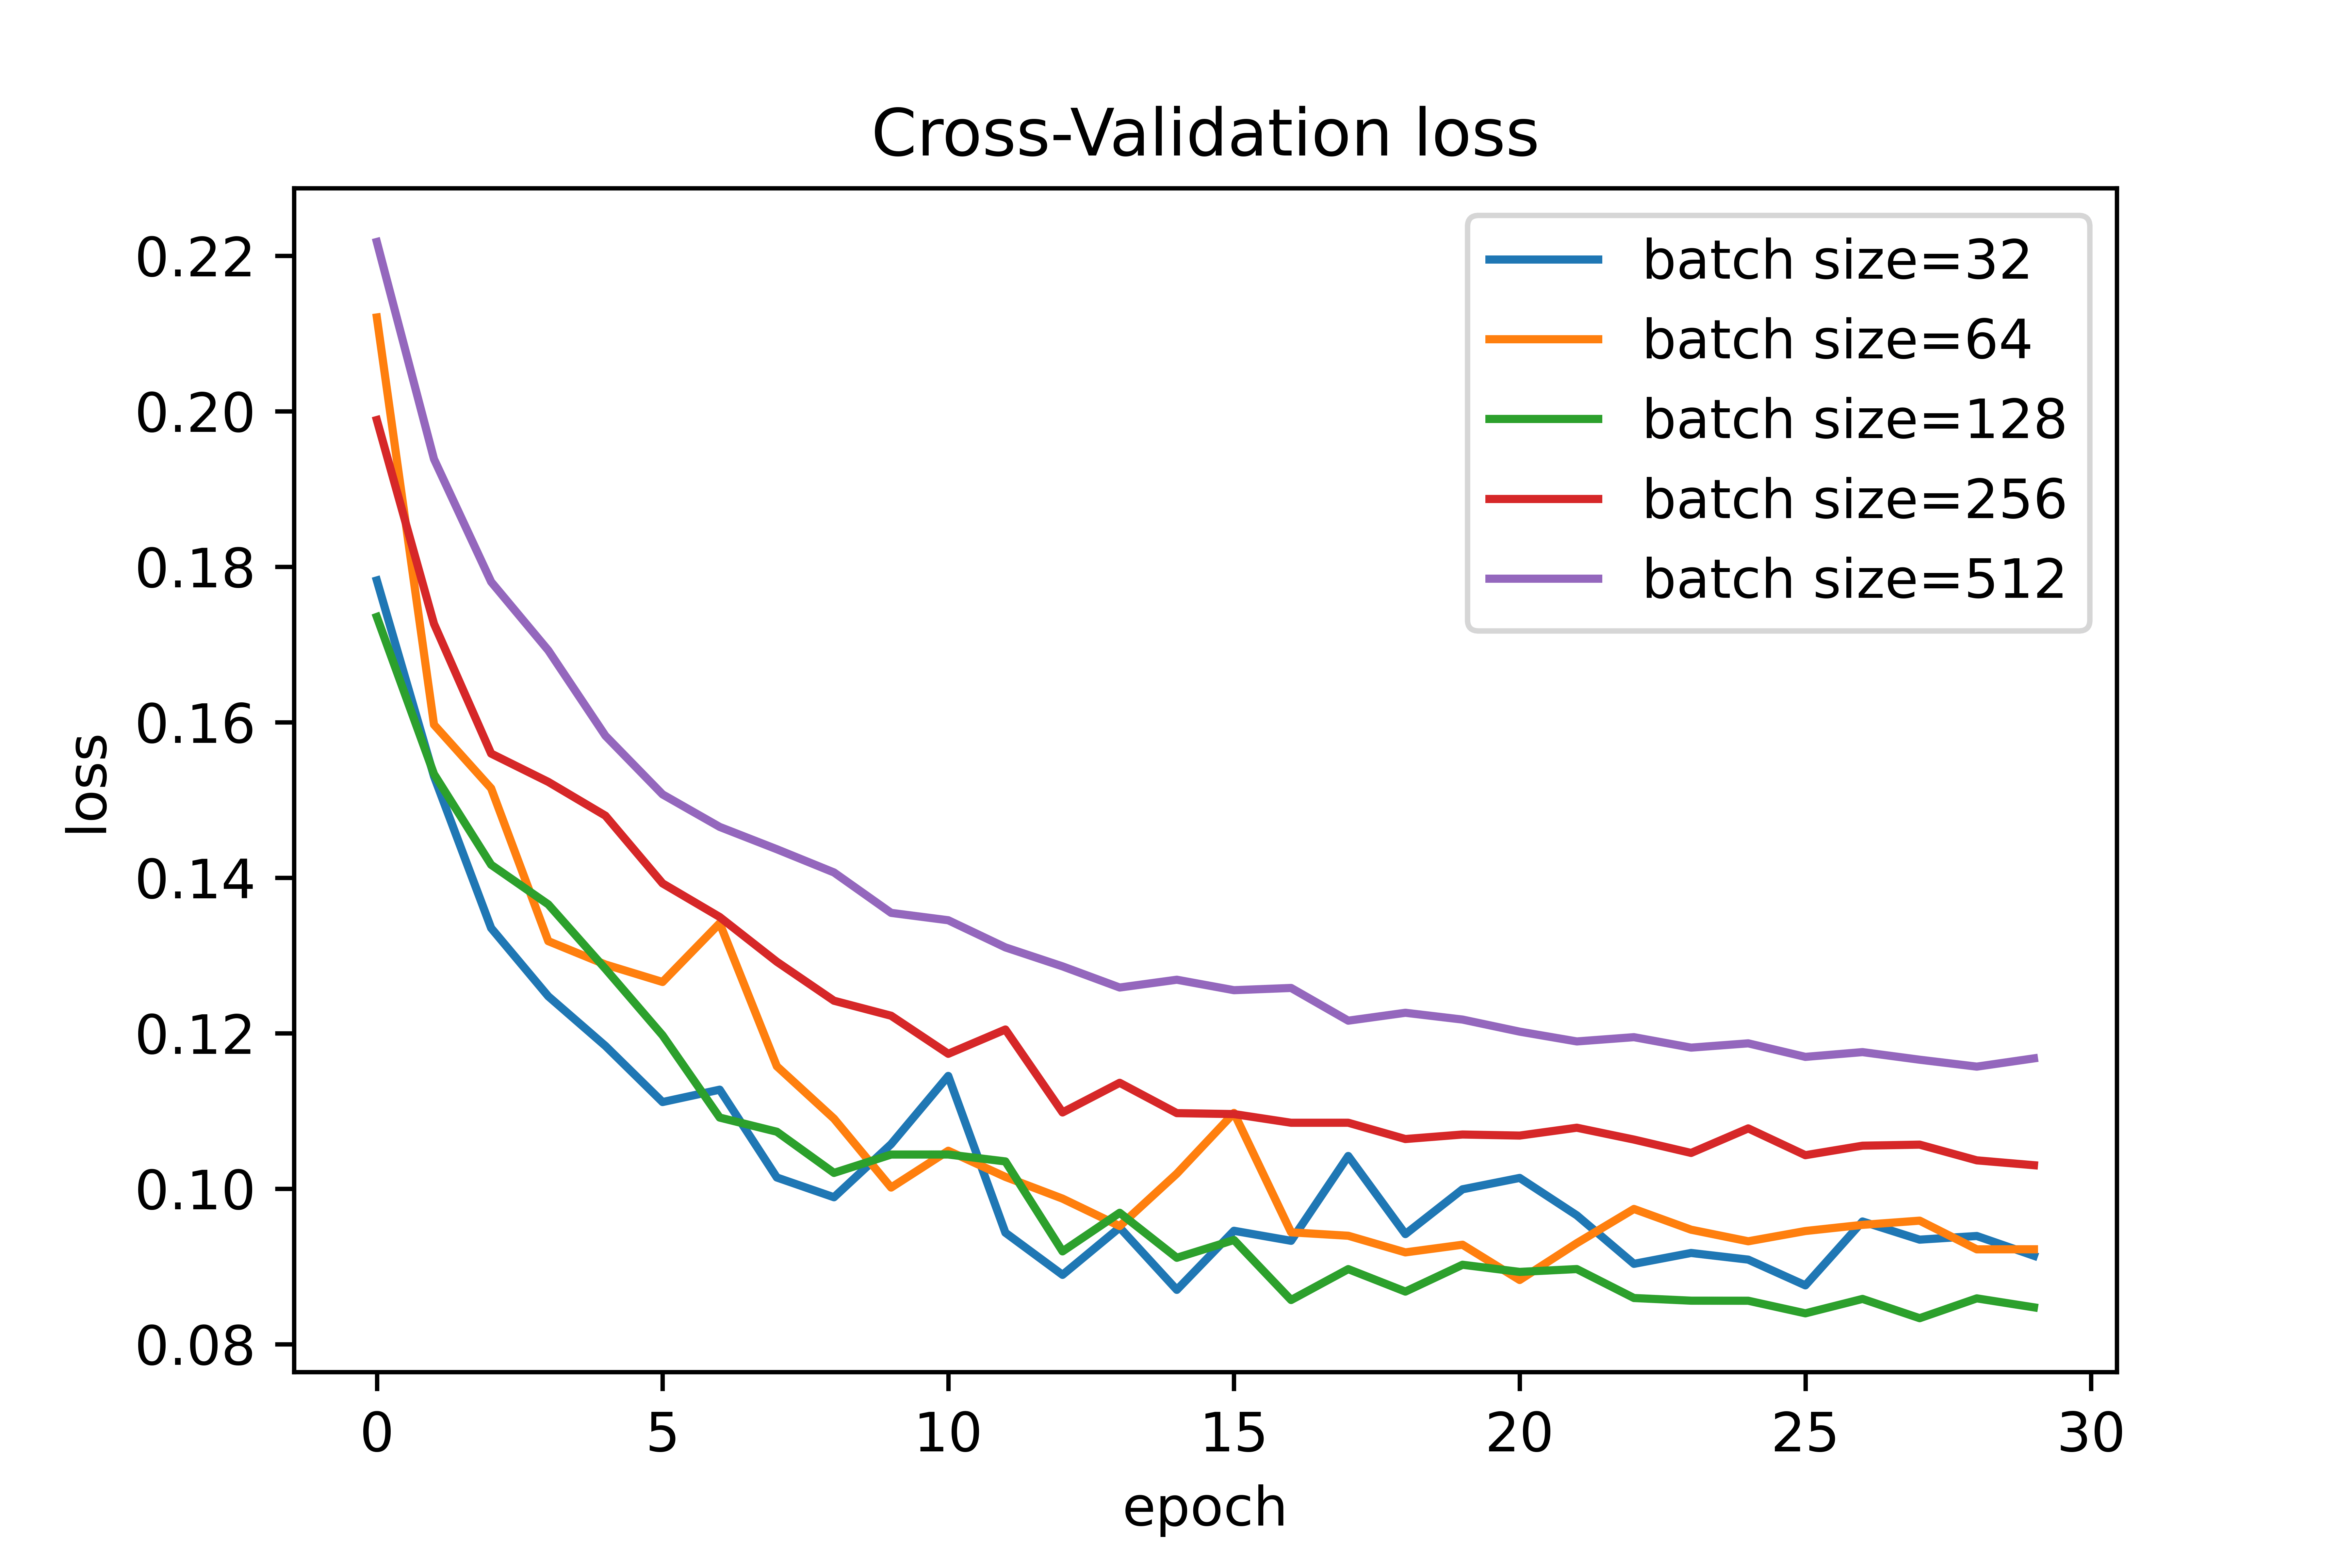 Cross-Validation loss
batch size=32
batch size=64
batch size=128
batch size=256
batch size=512
loss
0.22
0.20
0.18
0.16
0.14
0.12
0.10
0.08
0 5 10 15 20 25 30
epoch